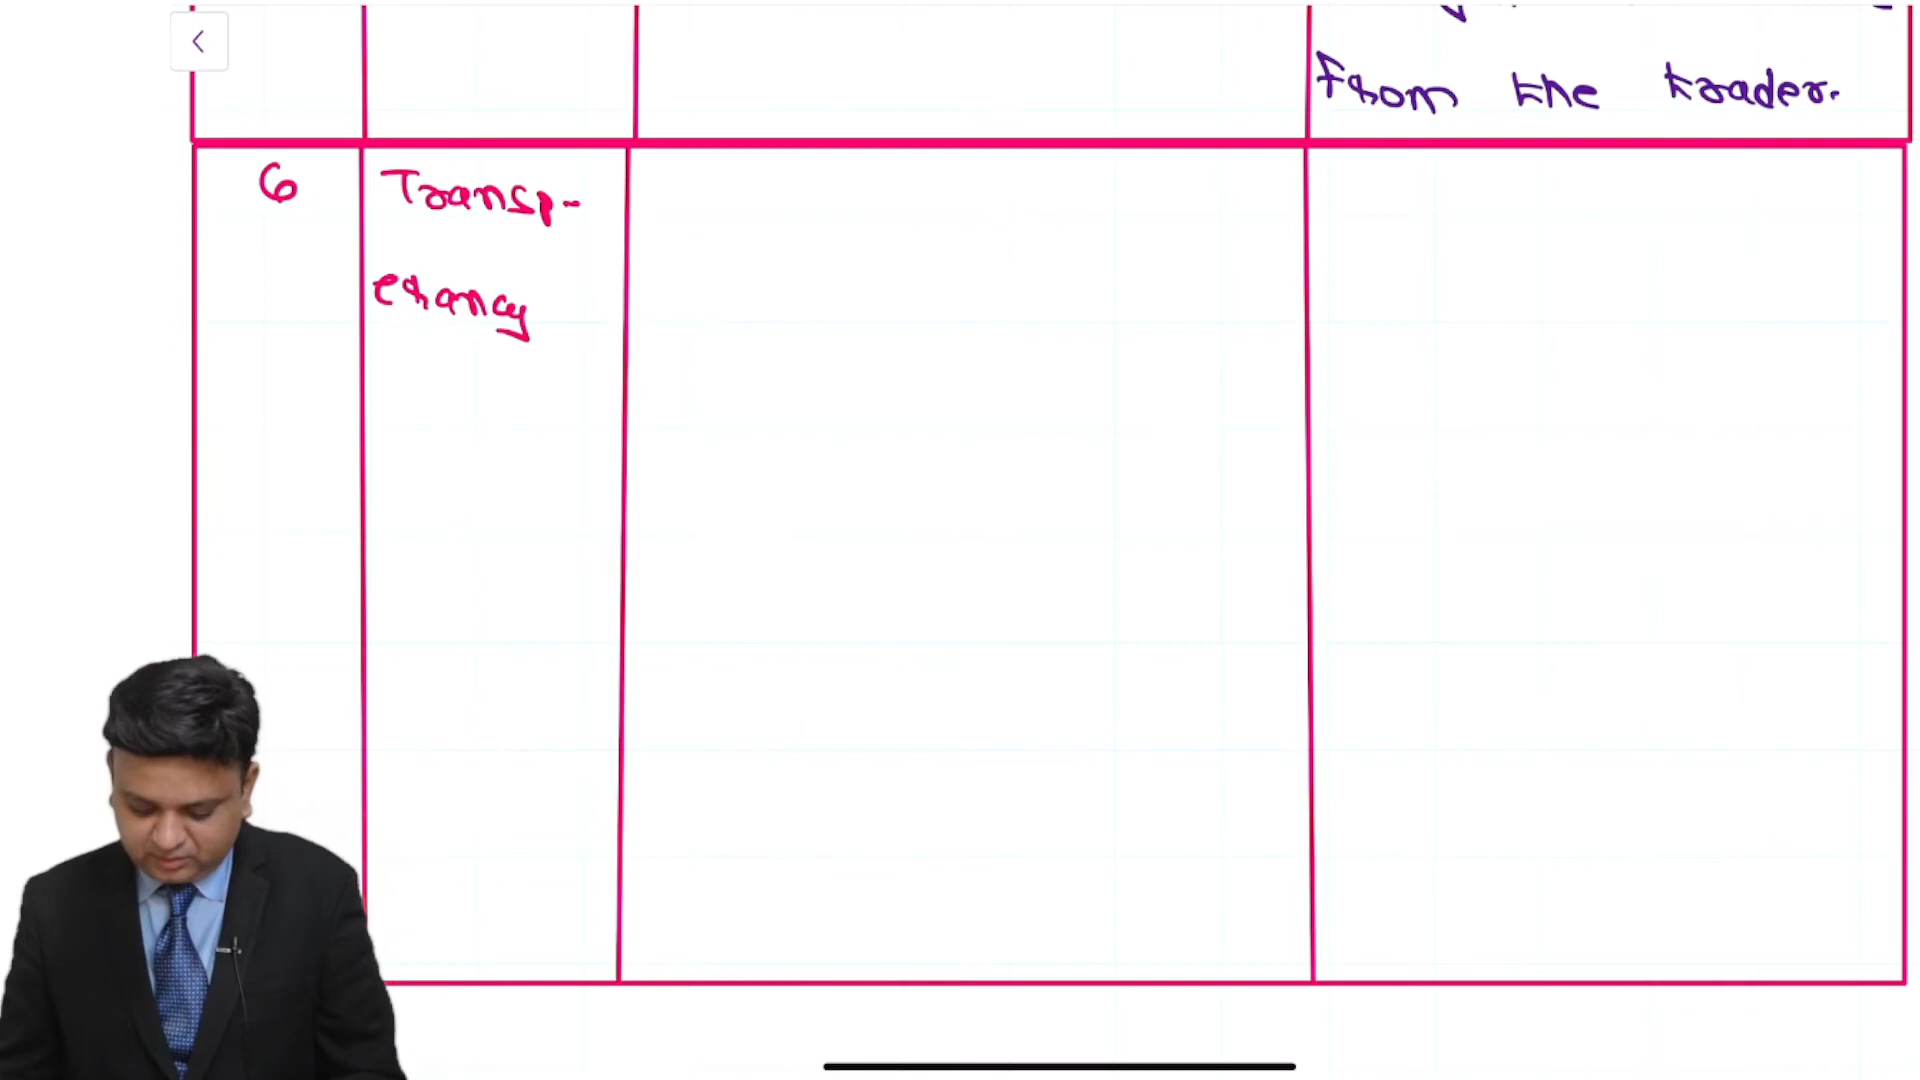 from the trader.
6
Transp-
erancy